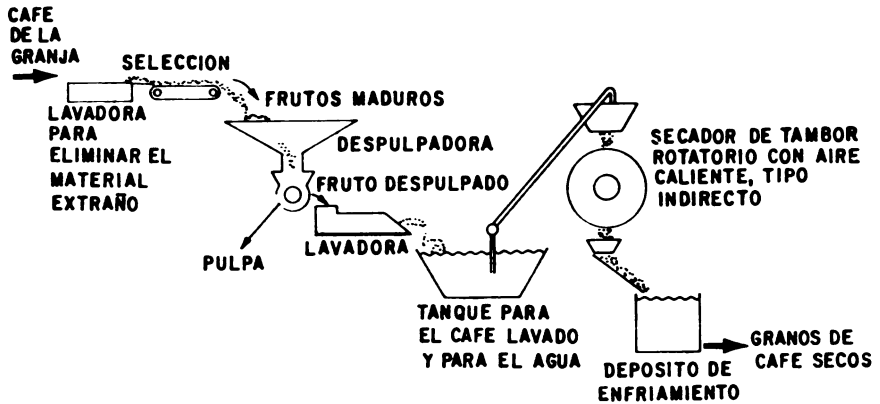 CAFE
DE LA
GRANJA
SELECCION
FRUTOS MADUROS
LAVADORA
PARA
ELIMINAR EL
MATERIAL
EXTRAÑO
DESPULPADORA
FRUTO DESPULPADO
PULPA
LAVADORA
TANQUE PARA
EL CAFE LAVADO
Y PARA EL AGUA
SECADOR DE TAMBOR
ROTATORIO CON AIRE
CALIENTE, TIPO
INDIRECTO
GRANOS DE
CAFE SECOS
DEPOSITO DE
ENFRIAMIENTO